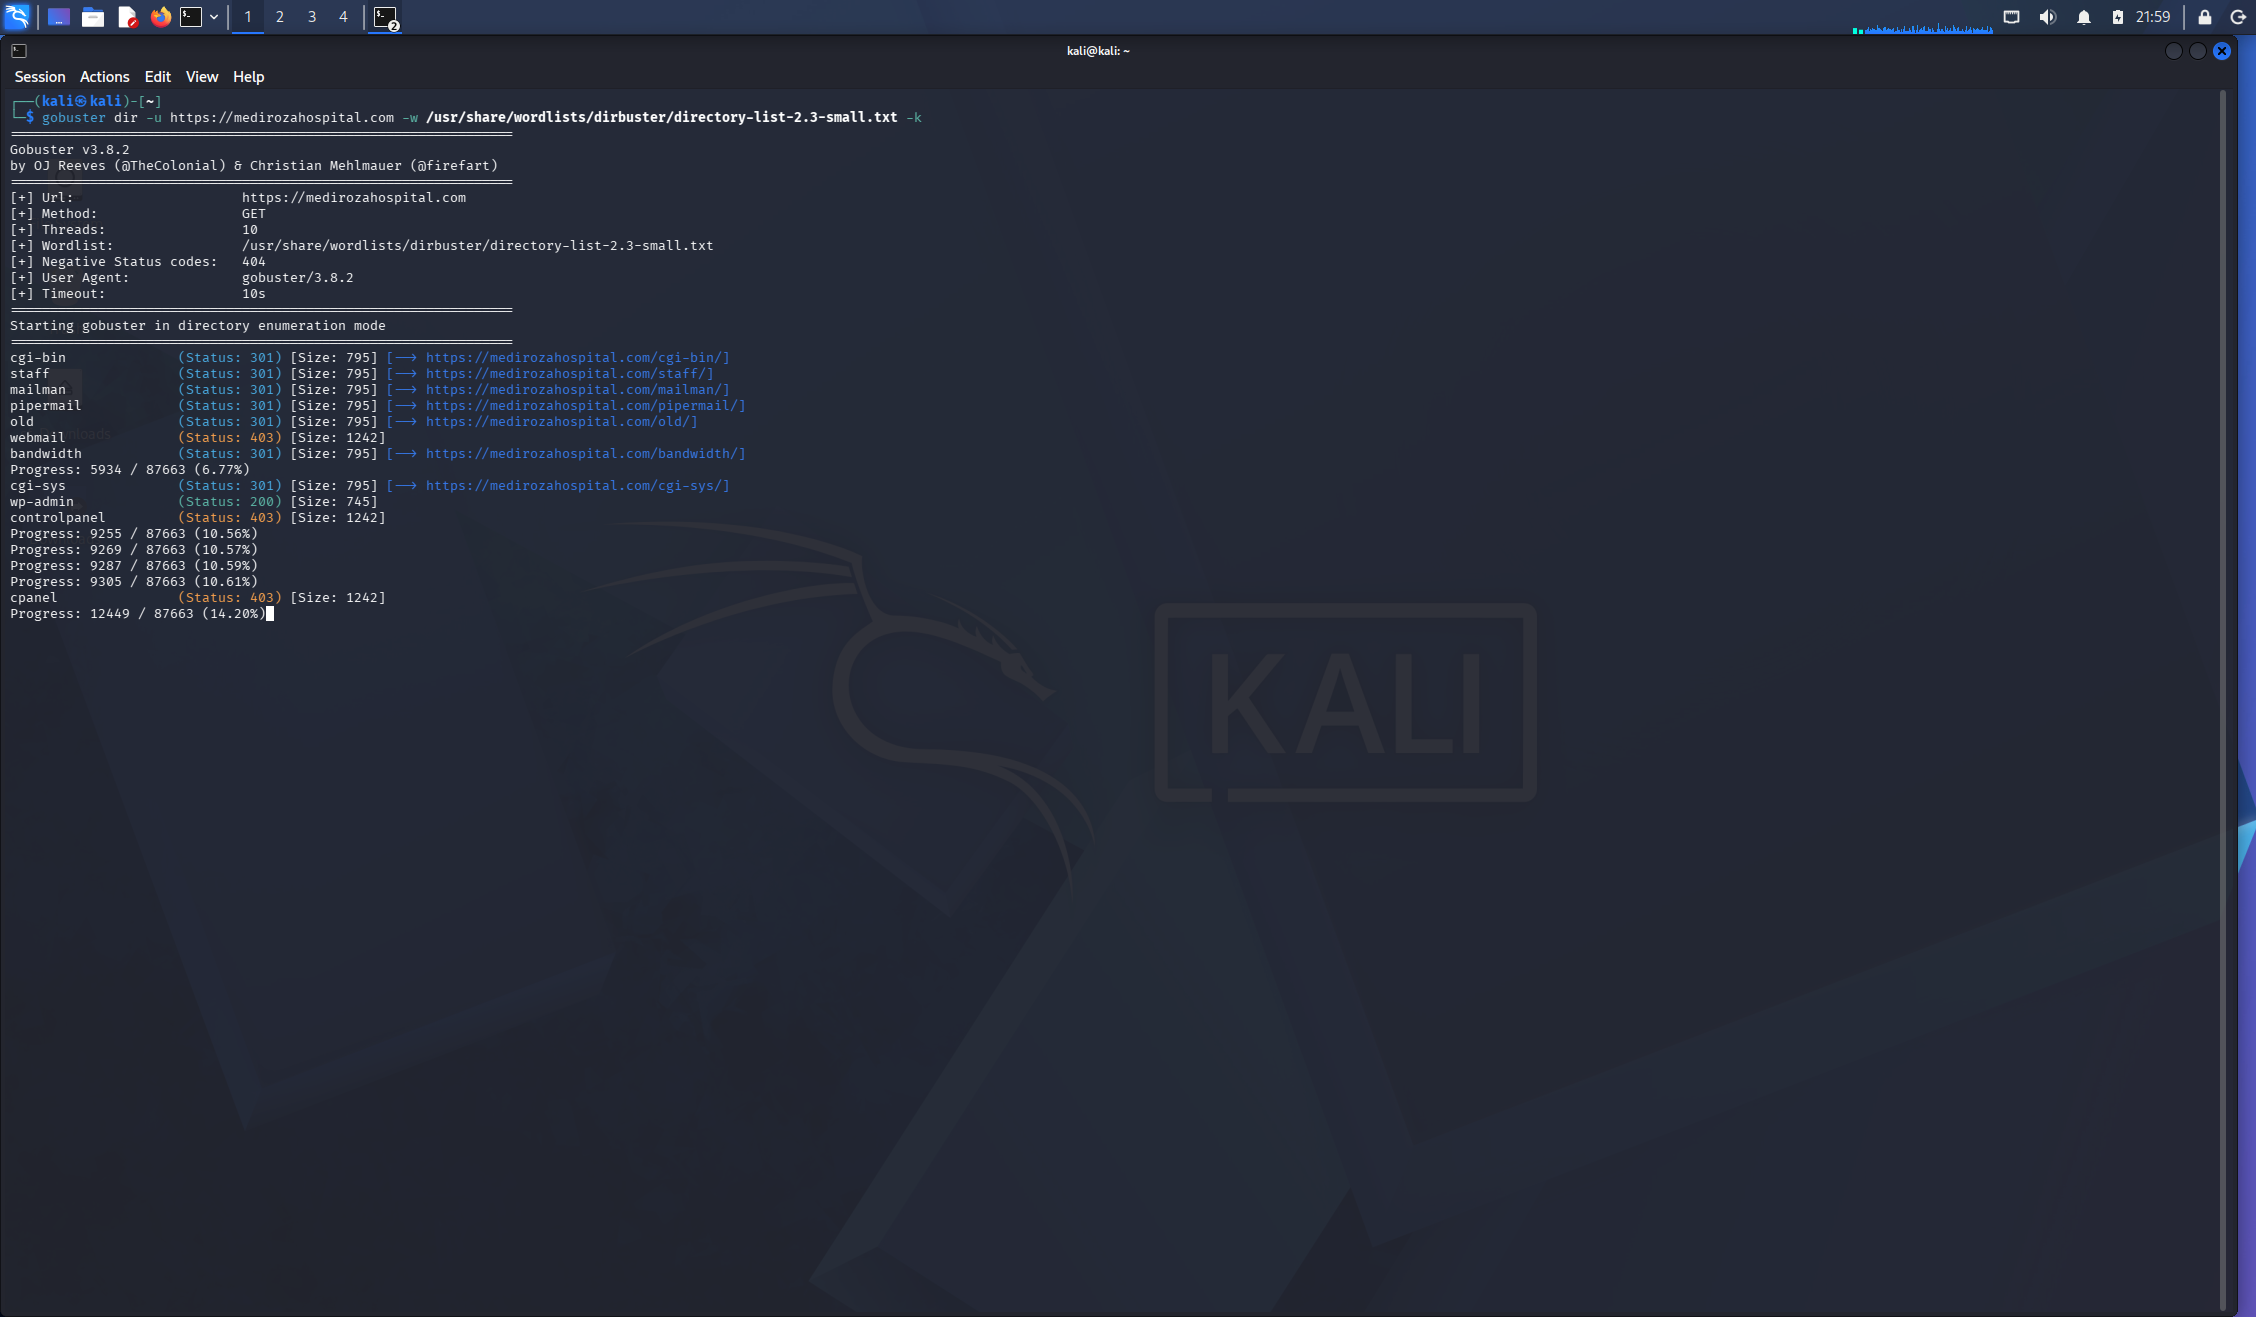 1 2 3 4 2 21:59
kali@kali: ~
Session Actions Edit View Help
┌──(kali㉿kali)-[~]
└─$ gobuster dir -u https://medirozahospital.com -w /usr/share/wordlists/dirbuster/directory-list-2.3-small.txt -k
===============================================================
Gobuster v3.8.2
by OJ Reeves (@TheColonial) & Christian Mehlmauer (@firefart)
===============================================================
[+] Url:                     https://medirozahospital.com
[+] Method:                  GET
[+] Threads:                 10
[+] Wordlist:                /usr/share/wordlists/dirbuster/directory-list-2.3-small.txt
[+] Negative Status codes:   404
[+] User Agent:              gobuster/3.8.2
[+] Timeout:                 10s
===============================================================
Starting gobuster in directory enumeration mode
===============================================================
cgi-bin              (Status: 301) [Size: 795] [--> https://medirozahospital.com/cgi-bin/]
staff                (Status: 301) [Size: 795] [--> https://medirozahospital.com/staff/]
mailman              (Status: 301) [Size: 795] [--> https://medirozahospital.com/mailman/]
pipermail            (Status: 301) [Size: 795] [--> https://medirozahospital.com/pipermail/]
old                  (Status: 301) [Size: 795] [--> https://medirozahospital.com/old/]
webmail              (Status: 403) [Size: 1242]
bandwidth            (Status: 301) [Size: 795] [--> https://medirozahospital.com/bandwidth/]
Progress: 5934 / 87663 (6.77%)
cgi-sys              (Status: 301) [Size: 795] [--> https://medirozahospital.com/cgi-sys/]
wp-admin             (Status: 200) [Size: 745]
controlpanel         (Status: 403) [Size: 1242]
Progress: 9255 / 87663 (10.56%)
Progress: 9269 / 87663 (10.57%)
Progress: 9287 / 87663 (10.59%)
Progress: 9305 / 87663 (10.61%)
cpanel               (Status: 403) [Size: 1242]
Progress: 12449 / 87663 (14.20%)
KALI